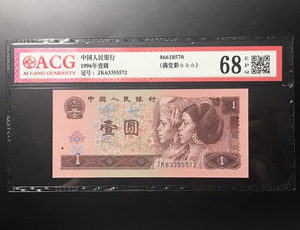 ACG
AI CANG GUARANTY
中国人民银行
1996年壹圆
冠号：JK63355572
86618570
(满堂彩☆☆☆)
68
EPQ
中国人民银行
1
壹圆
1
JK63355572